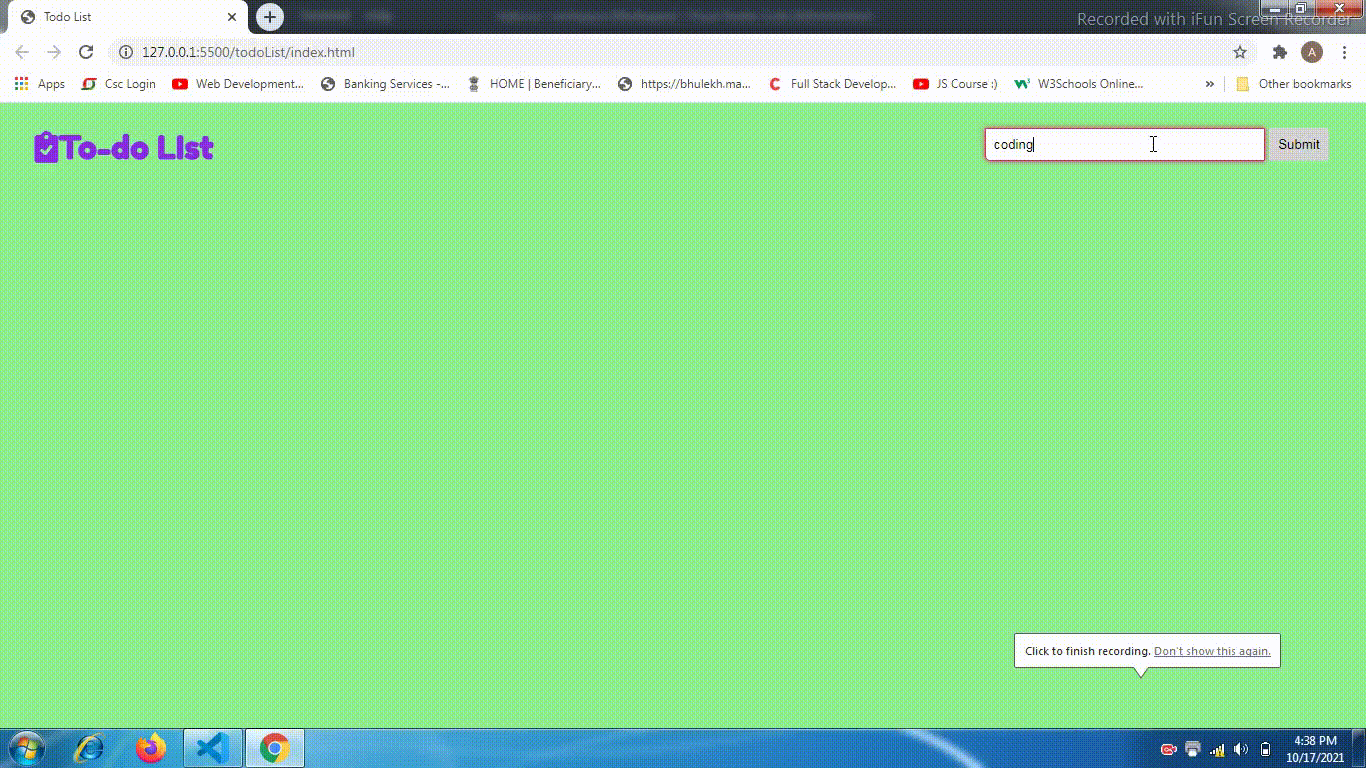 Todo List
Recorded with iFun Screen Recorder
127.0.0.1:5500/todoList/index.html
A
Apps Csc Login Web Development... Banking Services -... HOME | Beneficiary... https://bhulekh.ma... Full Stack Develop... JS Course :) W3Schools Online... » Other bookmarks
To-do LIst
coding
Submit
Click to finish recording. Don't show this again.
4:38 PM
10/17/2021